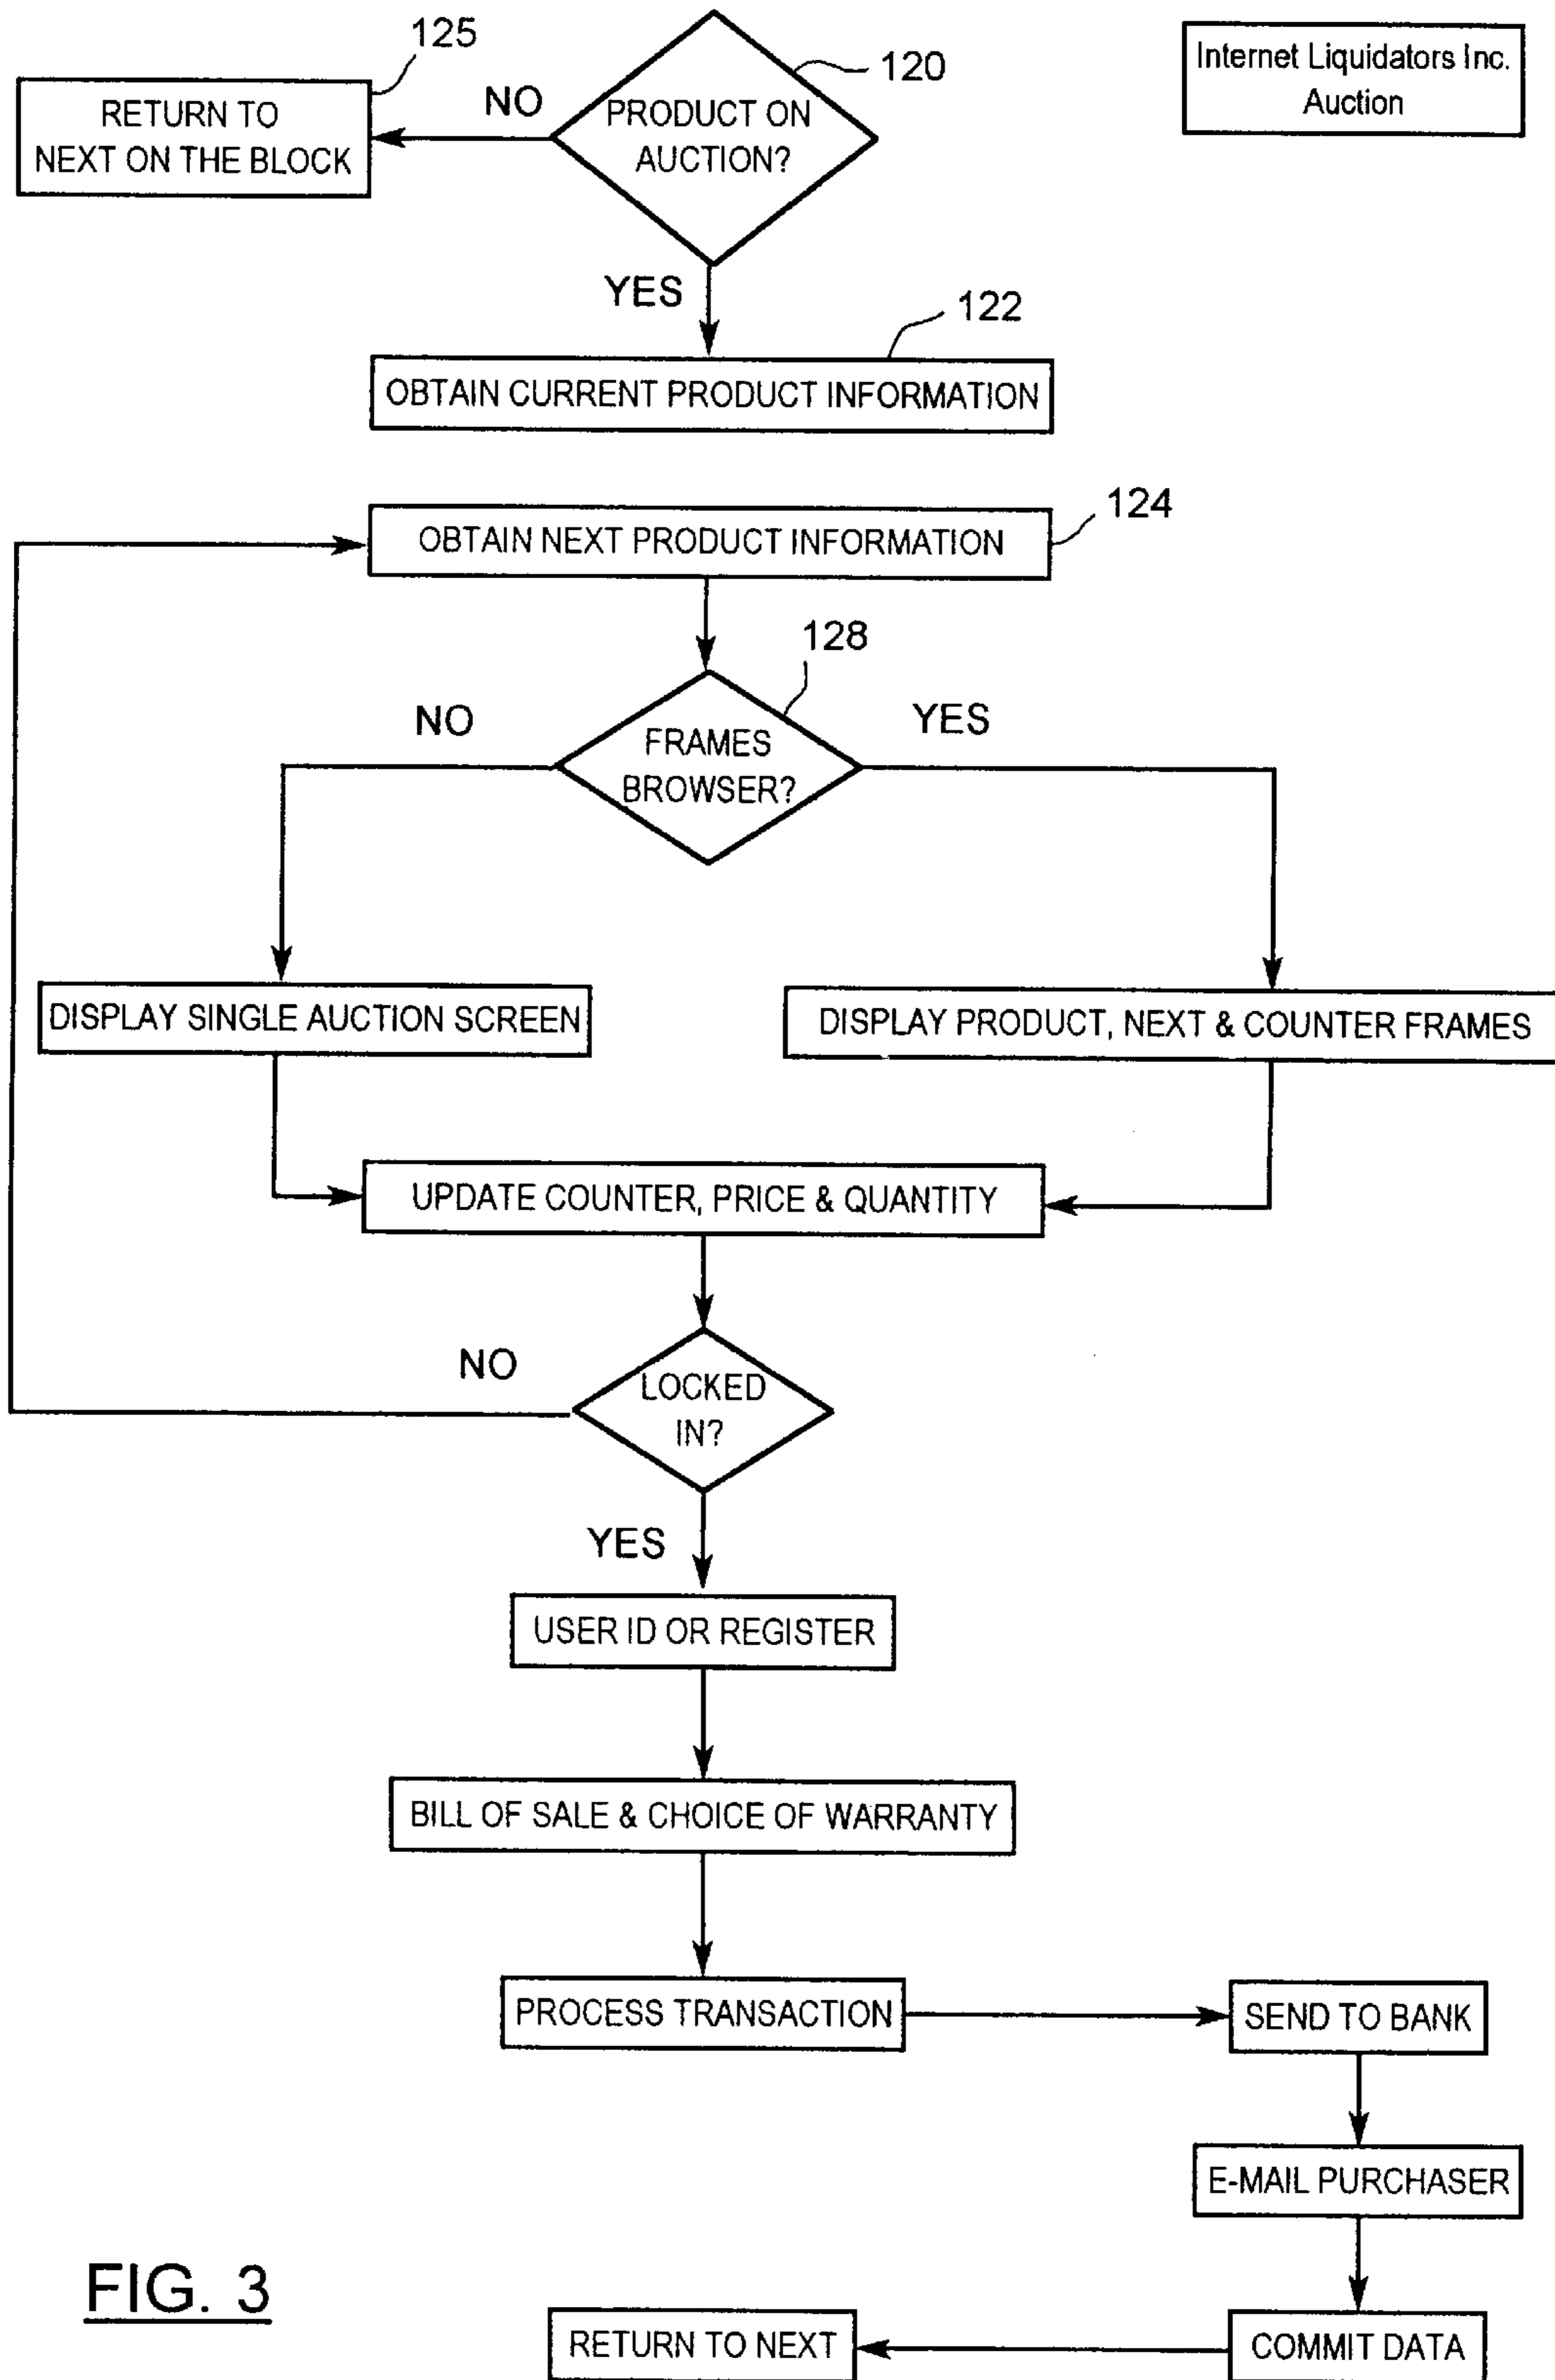 125
120
Internet Liquidators Inc.
Auction
RETURN TO
NEXT ON THE BLOCK
NO
PRODUCT ON
AUCTION?
YES
122
OBTAIN CURRENT PRODUCT INFORMATION
124
OBTAIN NEXT PRODUCT INFORMATION
128
NO
YES
FRAMES
BROWSER?
DISPLAY SINGLE AUCTION SCREEN
DISPLAY PRODUCT, NEXT & COUNTER FRAMES
UPDATE COUNTER, PRICE & QUANTITY
NO
LOCKED
IN?
YES
USER ID OR REGISTER
BILL OF SALE & CHOICE OF WARRANTY
PROCESS TRANSACTION
SEND TO BANK
E-MAIL PURCHASER
FIG. 3
RETURN TO NEXT
COMMIT DATA